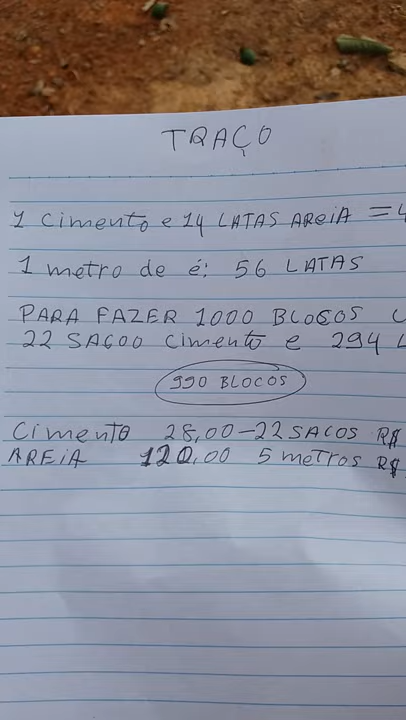 TRAÇO
1 Cimento e 14 LATAS AREIA = 4
1 metro de é: 56 LATAS
PARA FAZER 1000 BLOCOS
22 SACOO Cimento e 294 L
990 BLOCOS
Cimento 28,00 - 22 SACOS R$
AREIA 120,00 5 metros R$